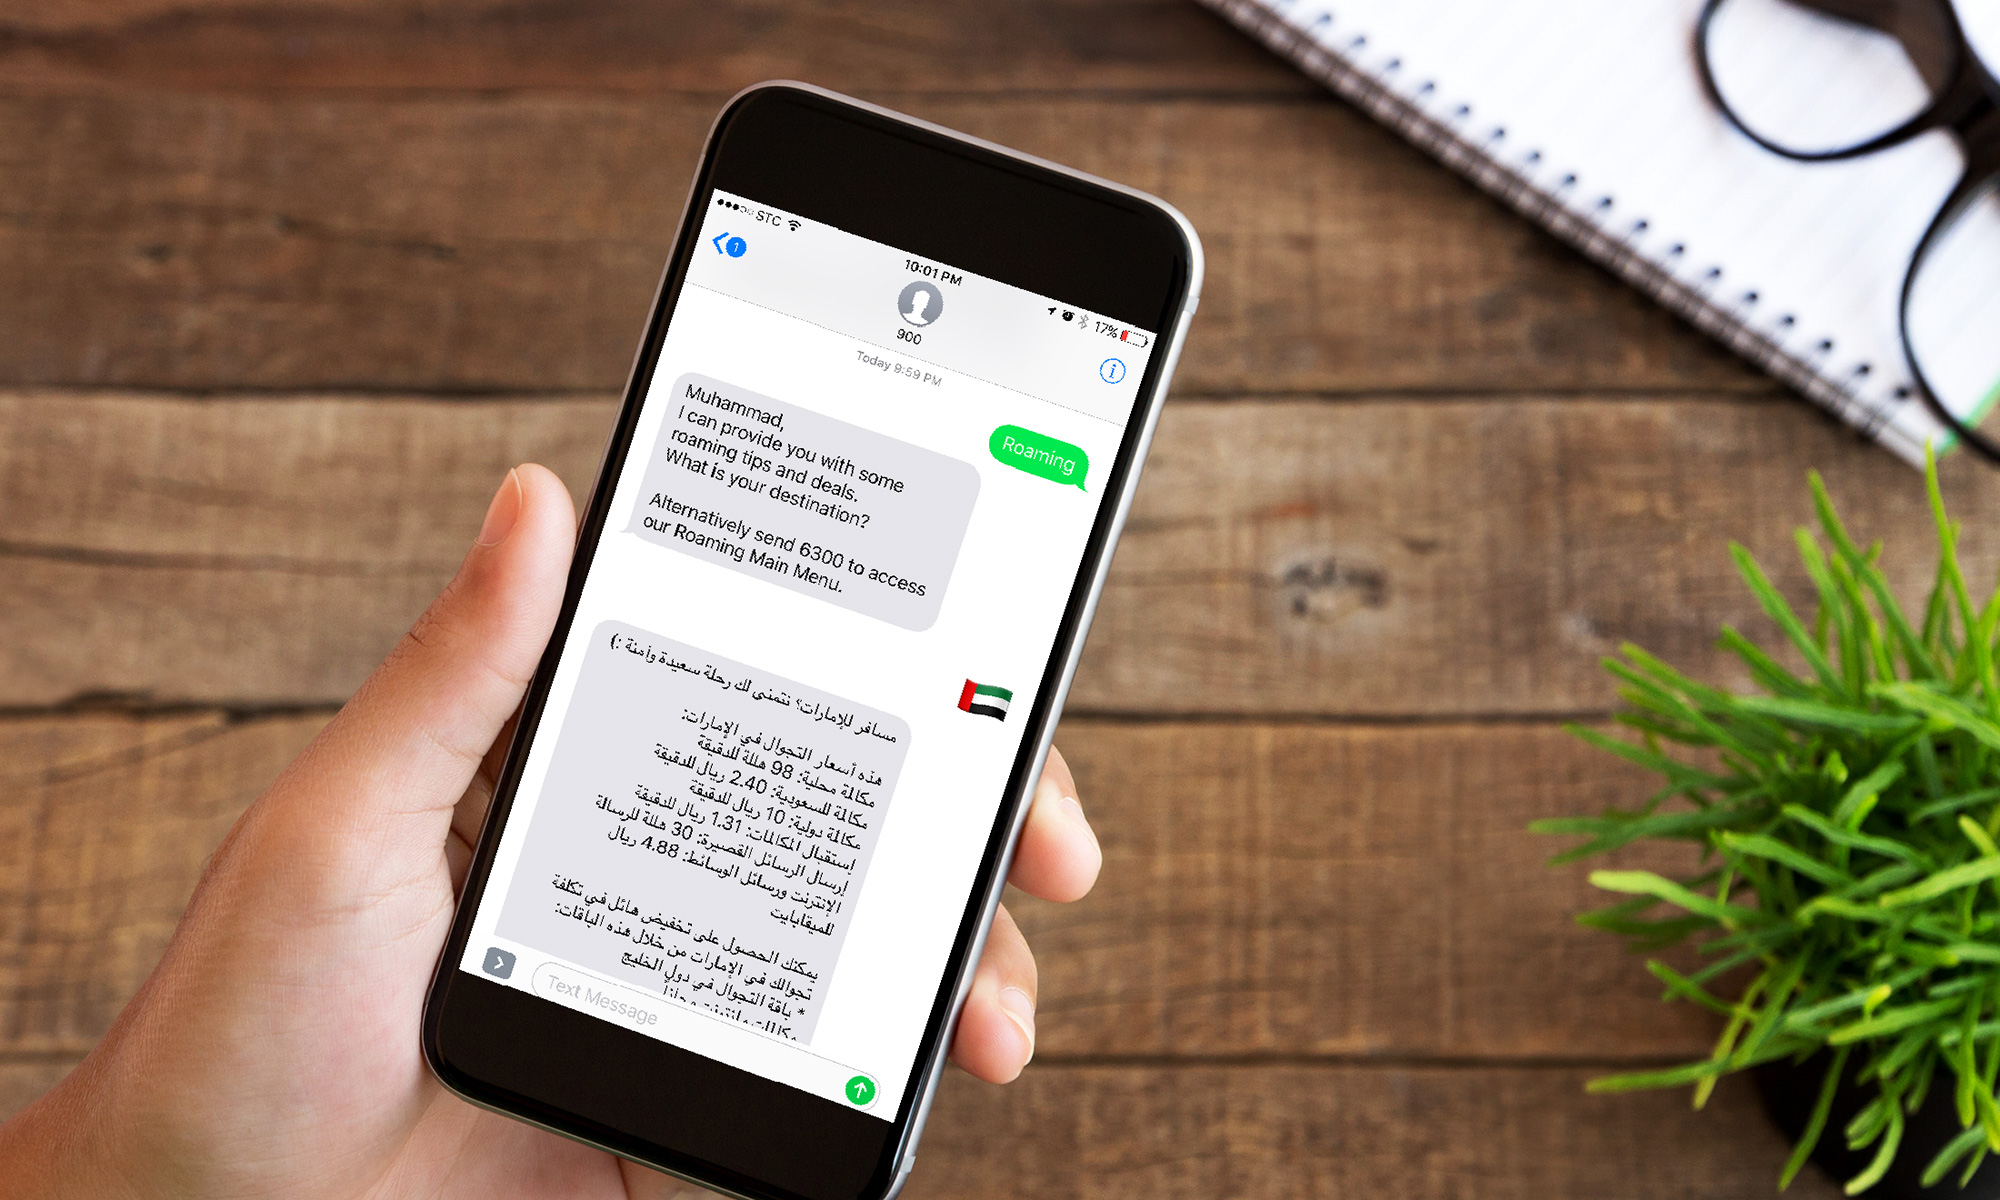 STC
10:01 PM
17%
1
900
Today 9:59 PM
Roaming
Muhammad,
I can provide you with some
roaming tips and deals.
What is your destination?
Alternatively send 6300 to access
our Roaming Main Menu.
مسافر للإمارات؟ نتمنى لك رحلة سعيدة وآمنة :)
هذه أسعار التجوال في الإمارات:
مكالمة محلية: 98 هللة للدقيقة
مكالمة للسعودية: 2.40 ريال للدقيقة
مكالمة دولية: 10 ريال للدقيقة
إستقبال المكالمات: 1.31 ريال للدقيقة
إرسال الرسائل القصيرة: 30 هللة للرسالة
الإنترنت ورسائل الوسائط: 4.88 ريال
للميقابايت
يمكنك الحصول على تخفيض هائل في تكلفة
تجوالك في الإمارات من خلال هذه الباقات:
* باقة التجوال في دول الخليج
Text Message